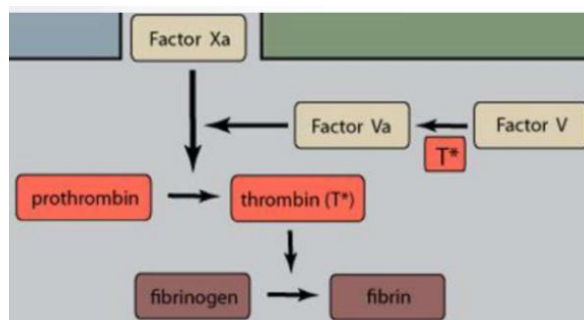 Factor Xa
Factor Va
Factor V
T*
prothrombin
thrombin (T*)
fibrinogen
fibrin